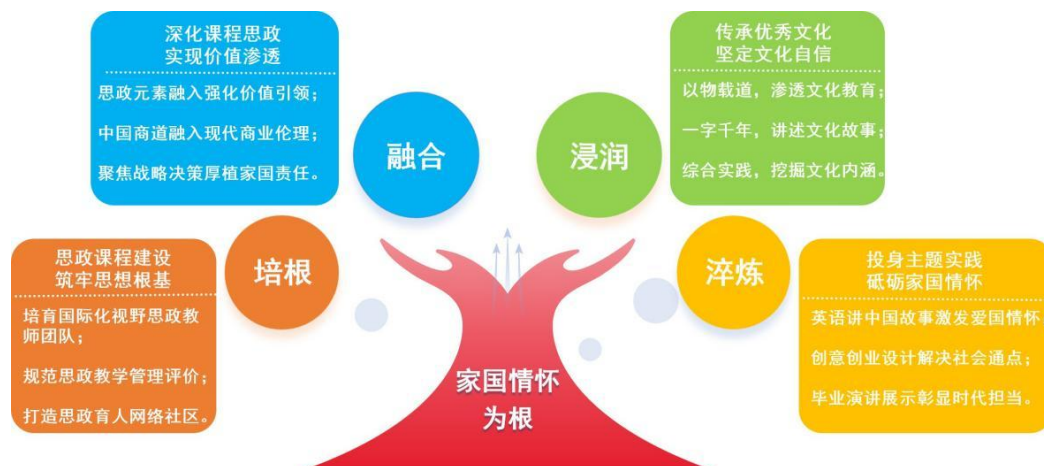 深化课程思政
实现价值渗透
思政元素融入强化价值引领；
中国商道融入现代商业伦理；
聚焦战略决策厚植家国责任。
融合
传承优秀文化
坚定文化自信
以物载道，渗透文化教育；
一字千年，讲述文化故事；
综合实践，挖掘文化内涵。
浸润
思政课程建设
筑牢思想根基
培育国际化视野思政教
师团队；
规范思政教学管理评价；
打造思政育人网络社区。
培根
淬炼
投身主题实践
砥砺家国情怀
英语讲中国故事激发爱国情怀
创意创业设计解决社会通点；
毕业演讲展示彰显时代担当。
家国情怀
为根